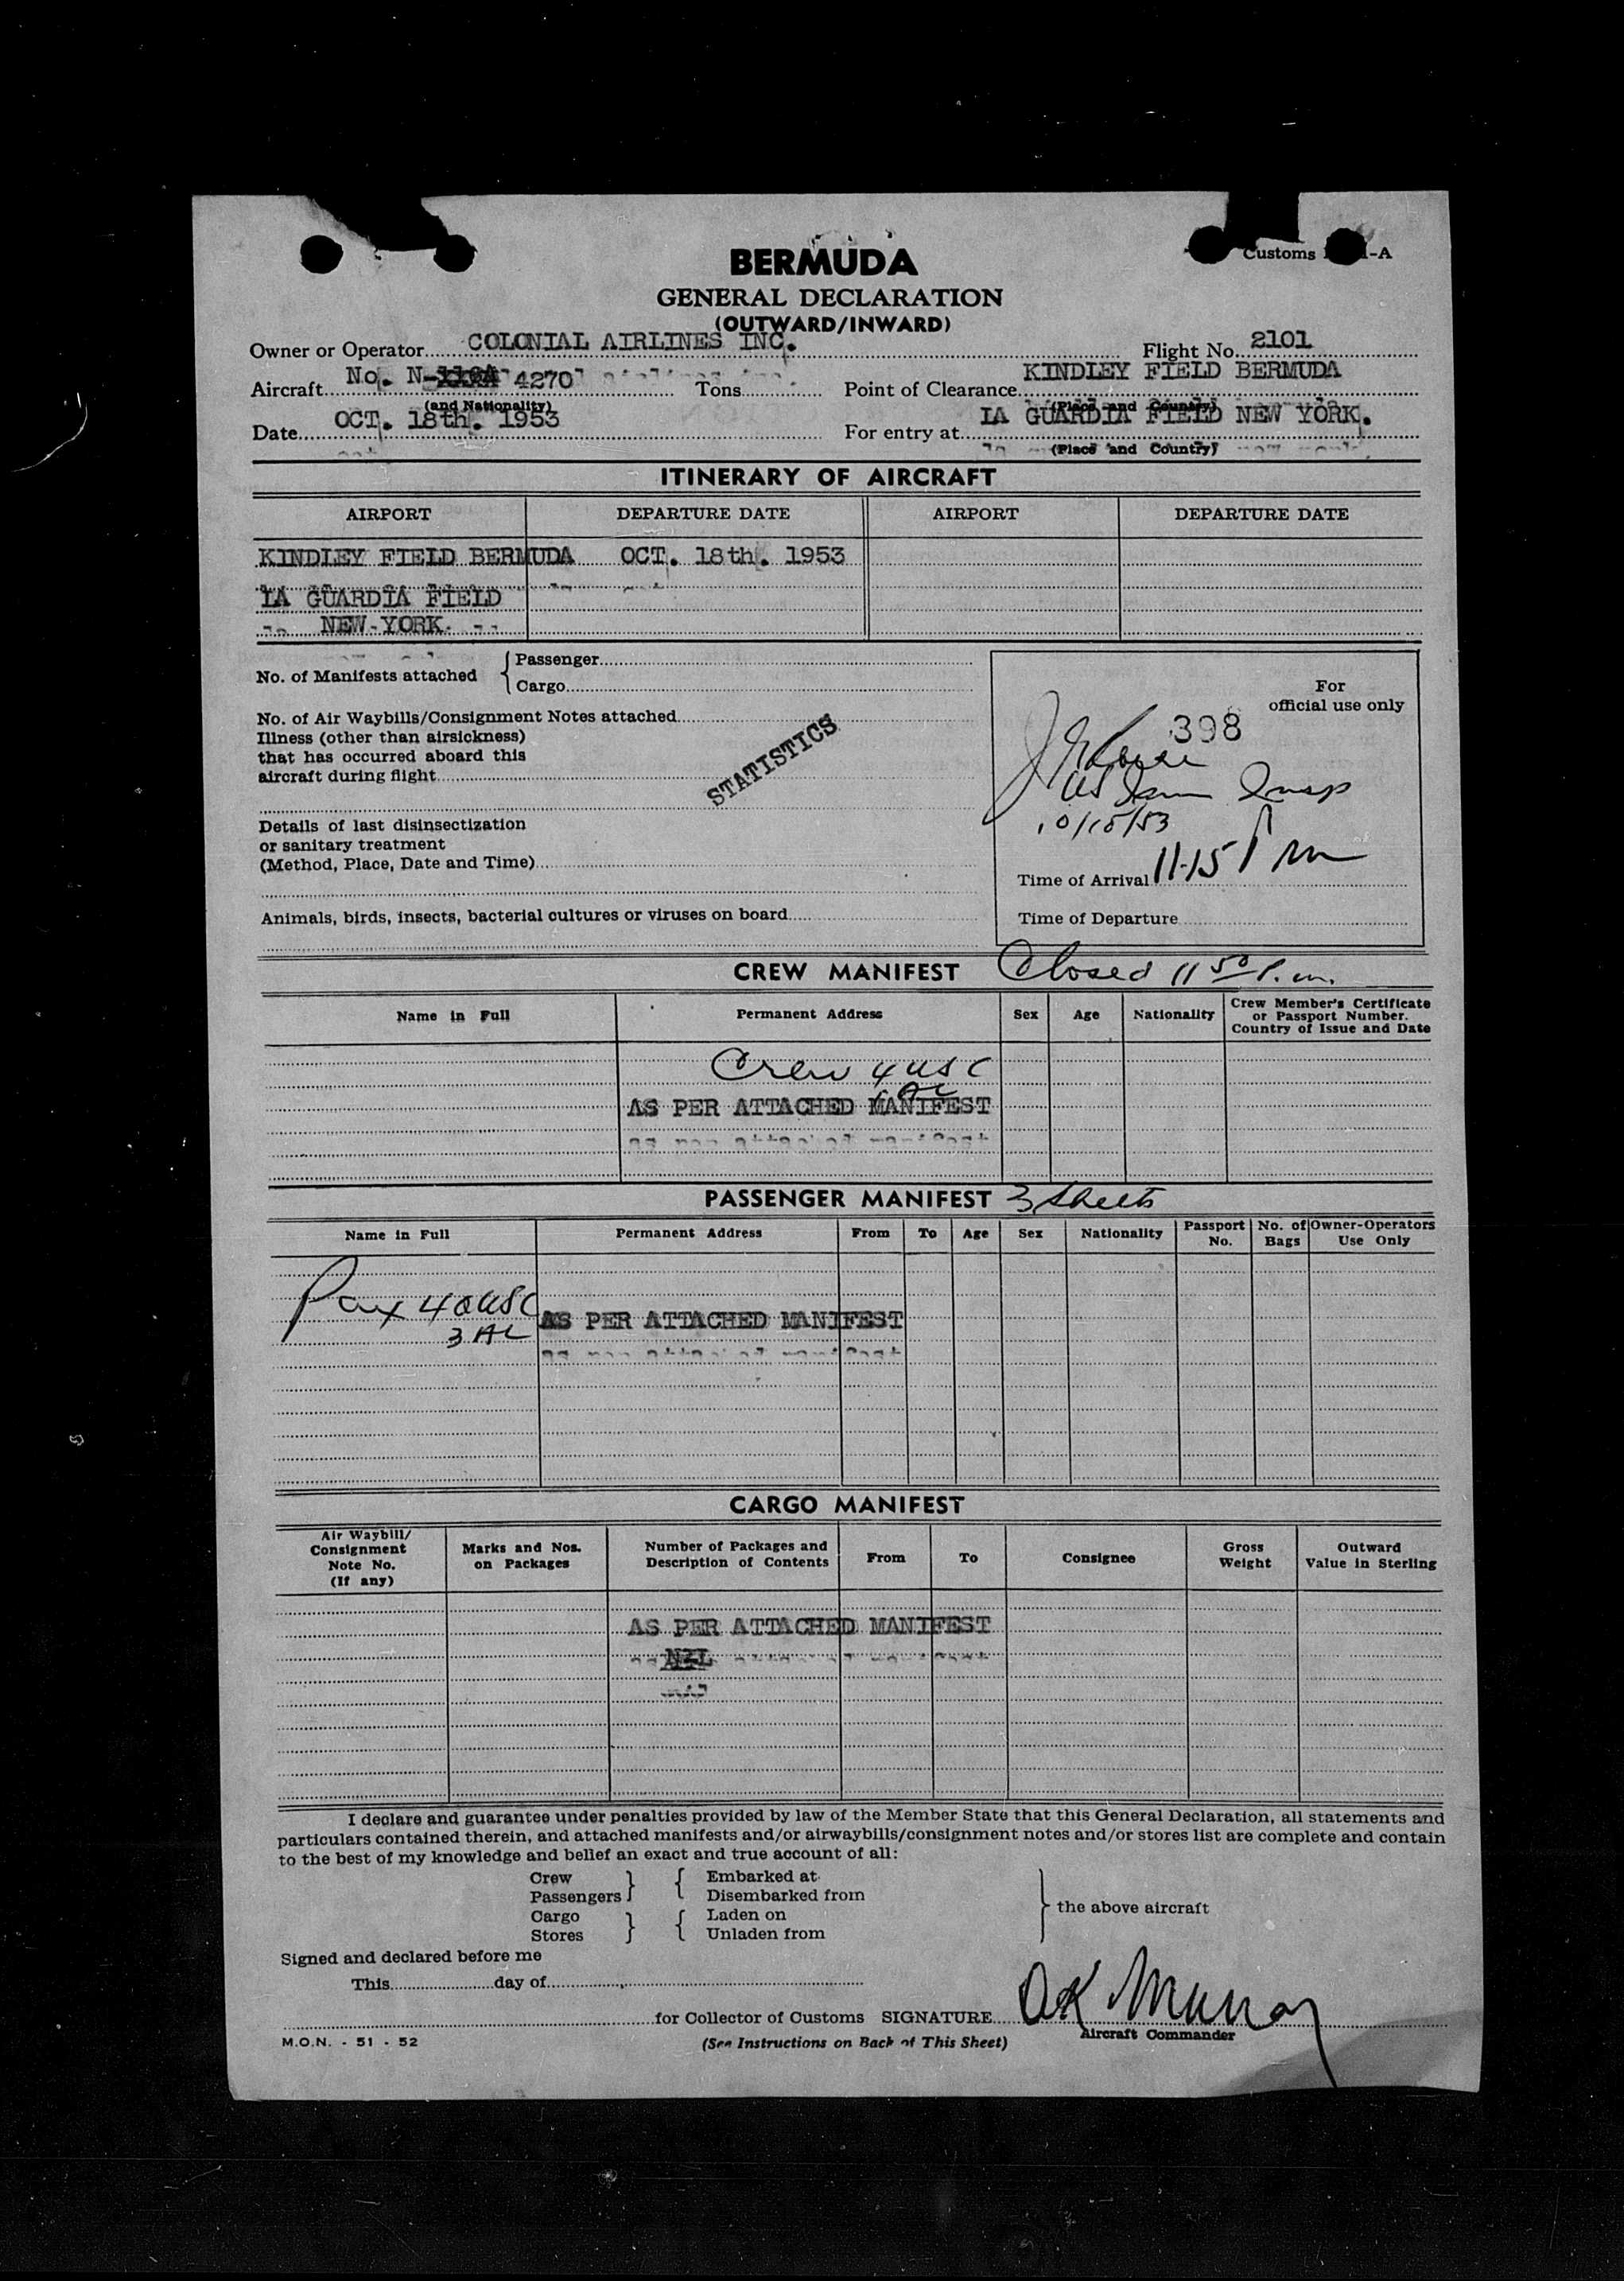 Customs -A
BERMUDA
GENERAL DECLARATION
(OUTWARD/INWARD)
Owner or Operator COLONIAL AIRLINES INC. Flight No. 2101
Aircraft No. N- 4270 Tons Point of Clearance KINDLEY FIELD BERMUDA
(and Nationality) (Place and Country)
Date OCT. 18th. 1953 For entry at LA GUARDIA FIELD NEW YORK.
(Place and Country)
ITINERARY OF AIRCRAFT
AIRPORT DEPARTURE DATE AIRPORT DEPARTURE DATE
KINDLEY FIELD BERMUDA OCT. 18th. 1953
LA GUARDIA FIELD
NEW YORK
No. of Manifests attached { Passenger
Cargo
For
official use only
No. of Air Waybills/Consignment Notes attached
398
Illness (other than airsickness)
that has occurred aboard this
aircraft during flight
STATISTICS
US Imm Insp
10/18/53
Details of last disinsectization
or sanitary treatment
(Method, Place, Date and Time)
Time of Arrival 11-15 PM
Animals, birds, insects, bacterial cultures or viruses on board
Time of Departure
CREW MANIFEST Closed 11 50 P.m.
Name in Full Permanent Address Sex Age Nationality Crew Member's Certificate
or Passport Number.
Country of Issue and Date
Crew 4 USC
AL
AS PER ATTACHED MANIFEST
PASSENGER MANIFEST 3 Sheets
Name in Full Permanent Address From To Age Sex Nationality Passport No. No. of Bags Owner-Operators Use Only
Pax 40 USC
3 AL
AS PER ATTACHED MANIFEST
CARGO MANIFEST
Air Waybill/
Consignment
Note No.
(If any)
Marks and Nos.
on Packages
Number of Packages and
Description of Contents
From To Consignee
Gross
Weight
Outward
Value in Sterling
AS PER ATTACHED MANIFEST
NIL
I declare and guarantee under penalties provided by law of the Member State that this General Declaration, all statements and
particulars contained therein, and attached manifests and/or airwaybills/consignment notes and/or stores list are complete and contain
to the best of my knowledge and belief an exact and true account of all:
Crew } { Embarked at
Passengers Disembarked from
Cargo } { Laden on
Stores Unladen from
} the above aircraft
Signed and declared before me
This day of
for Collector of Customs SIGNATURE OK Murray
Aircraft Commander
M.O.N. - 51 - 52 (See Instructions on Back of This Sheet)